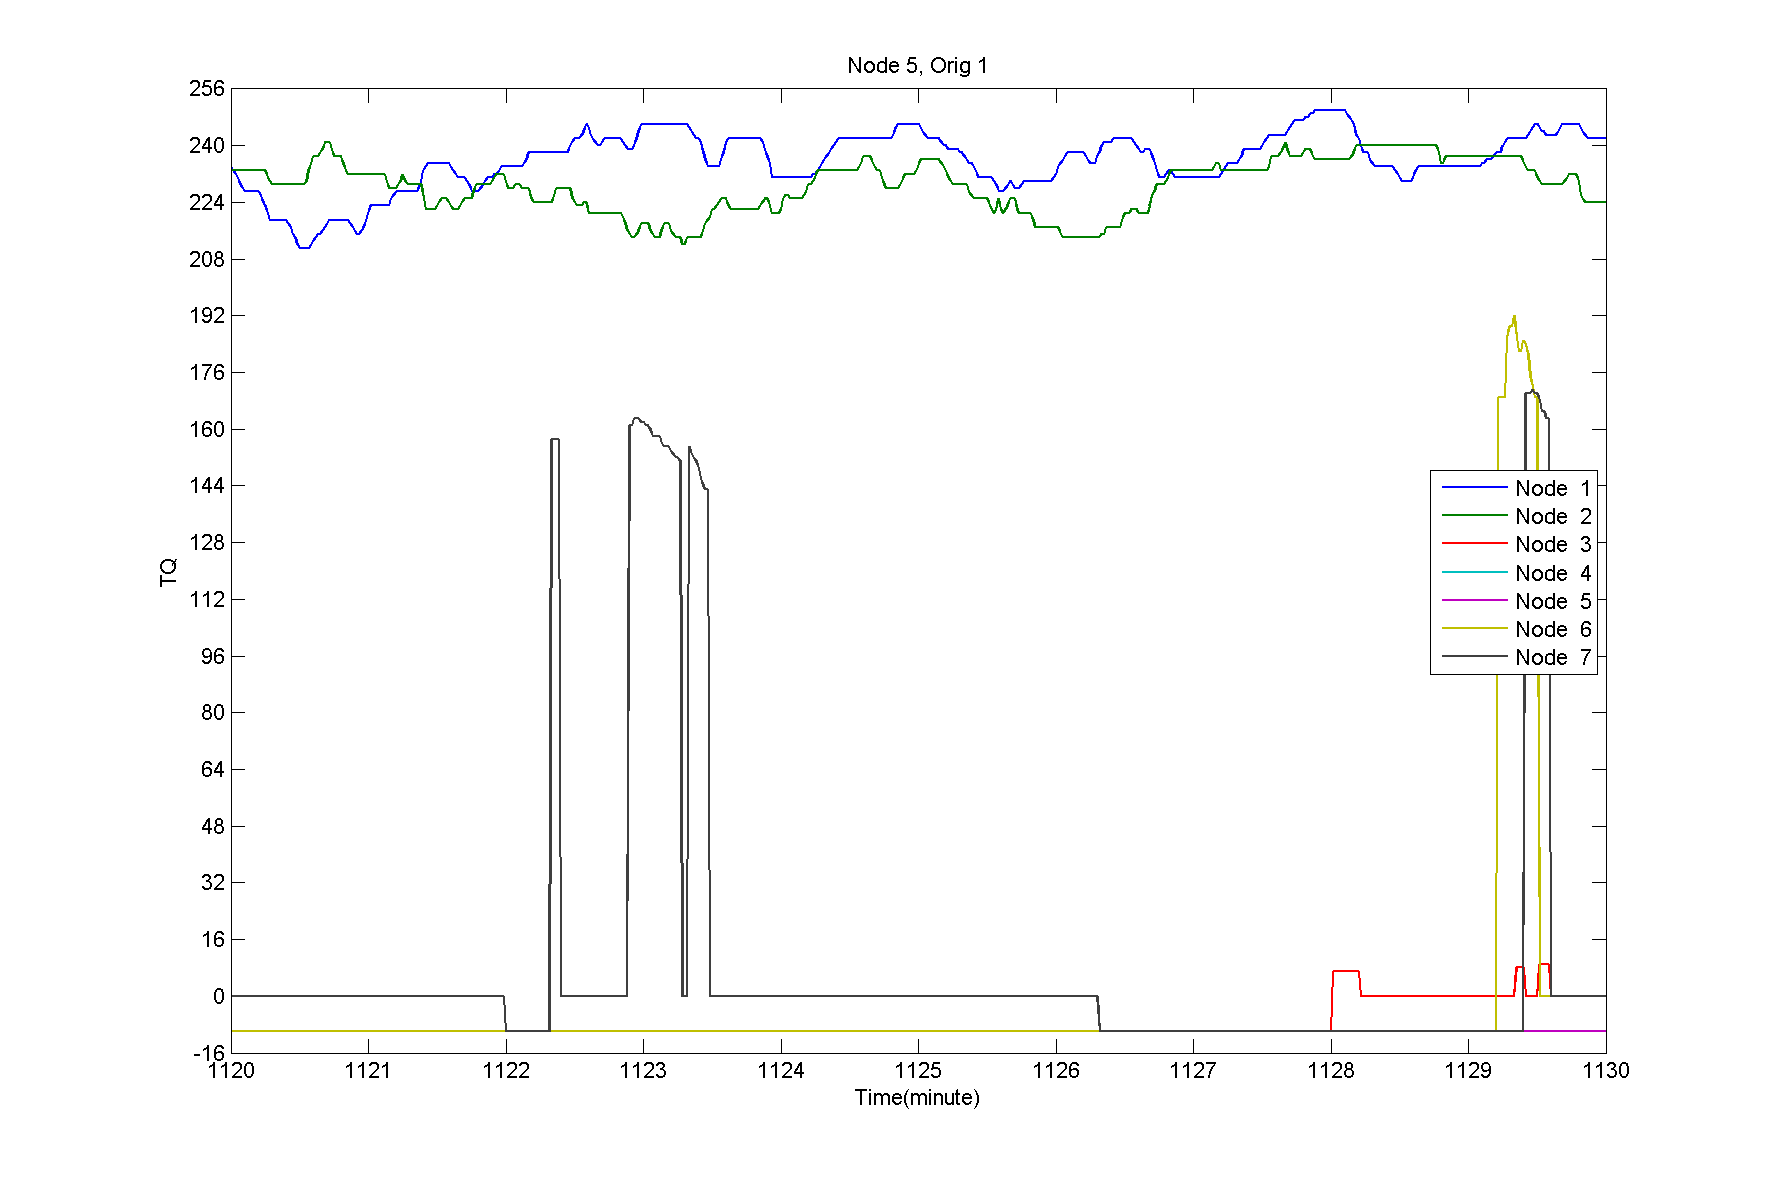 Node 5, Orig 1
256
240
224
208
192
176
160
144
128
112
96
80
64
48
32
16
0
-16
TQ
Node 1
Node 2
Node 3
Node 4
Node 5
Node 6
Node 7
1120 1121 1122 1123 1124 1125 1126 1127 1128 1129 1130
Time(minute)